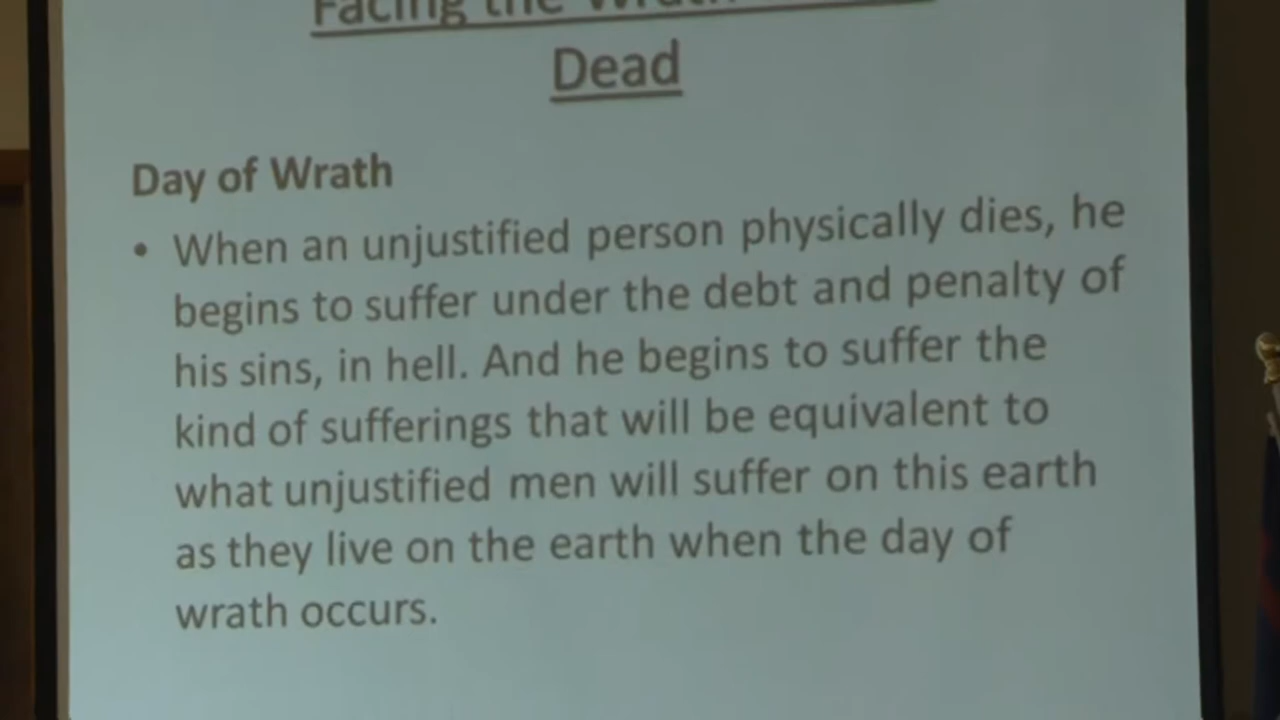 Facing the Wrath
Dead
Day of Wrath
• When an unjustified person physically dies, he
begins to suffer under the debt and penalty of
his sins, in hell. And he begins to suffer the
kind of sufferings that will be equivalent to
what unjustified men will suffer on this earth
as they live on the earth when the day of
wrath occurs.